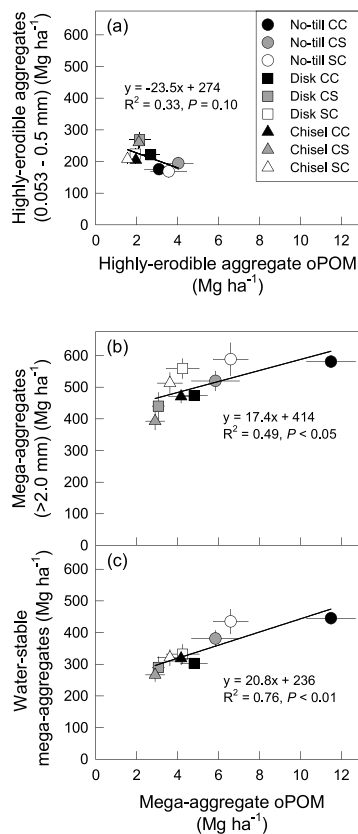 (a)
No-till CC
No-till CS
No-till SC
Disk CC
Disk CS
Disk SC
Chisel CC
Chisel CS
Chisel SC
y = -23.5x + 274
R² = 0.33, P = 0.10
Highly-erodible aggregates
(0.053 - 0.5 mm) (Mg ha⁻¹)
600
500
400
300
200
100
0
0 2 4 6 8 10 12
Highly-erodible aggregate oPOM
(Mg ha⁻¹)
(b)
y = 17.4x + 414
R² = 0.49, P < 0.05
Mega-aggregates
(>2.0 mm) (Mg ha⁻¹)
600
500
400
300
200
100
0
(c)
y = 20.8x + 236
R² = 0.76, P < 0.01
Water-stable
mega-aggregates (Mg ha⁻¹)
600
500
400
300
200
100
0
0 2 4 6 8 10 12
Mega-aggregate oPOM
(Mg ha⁻¹)